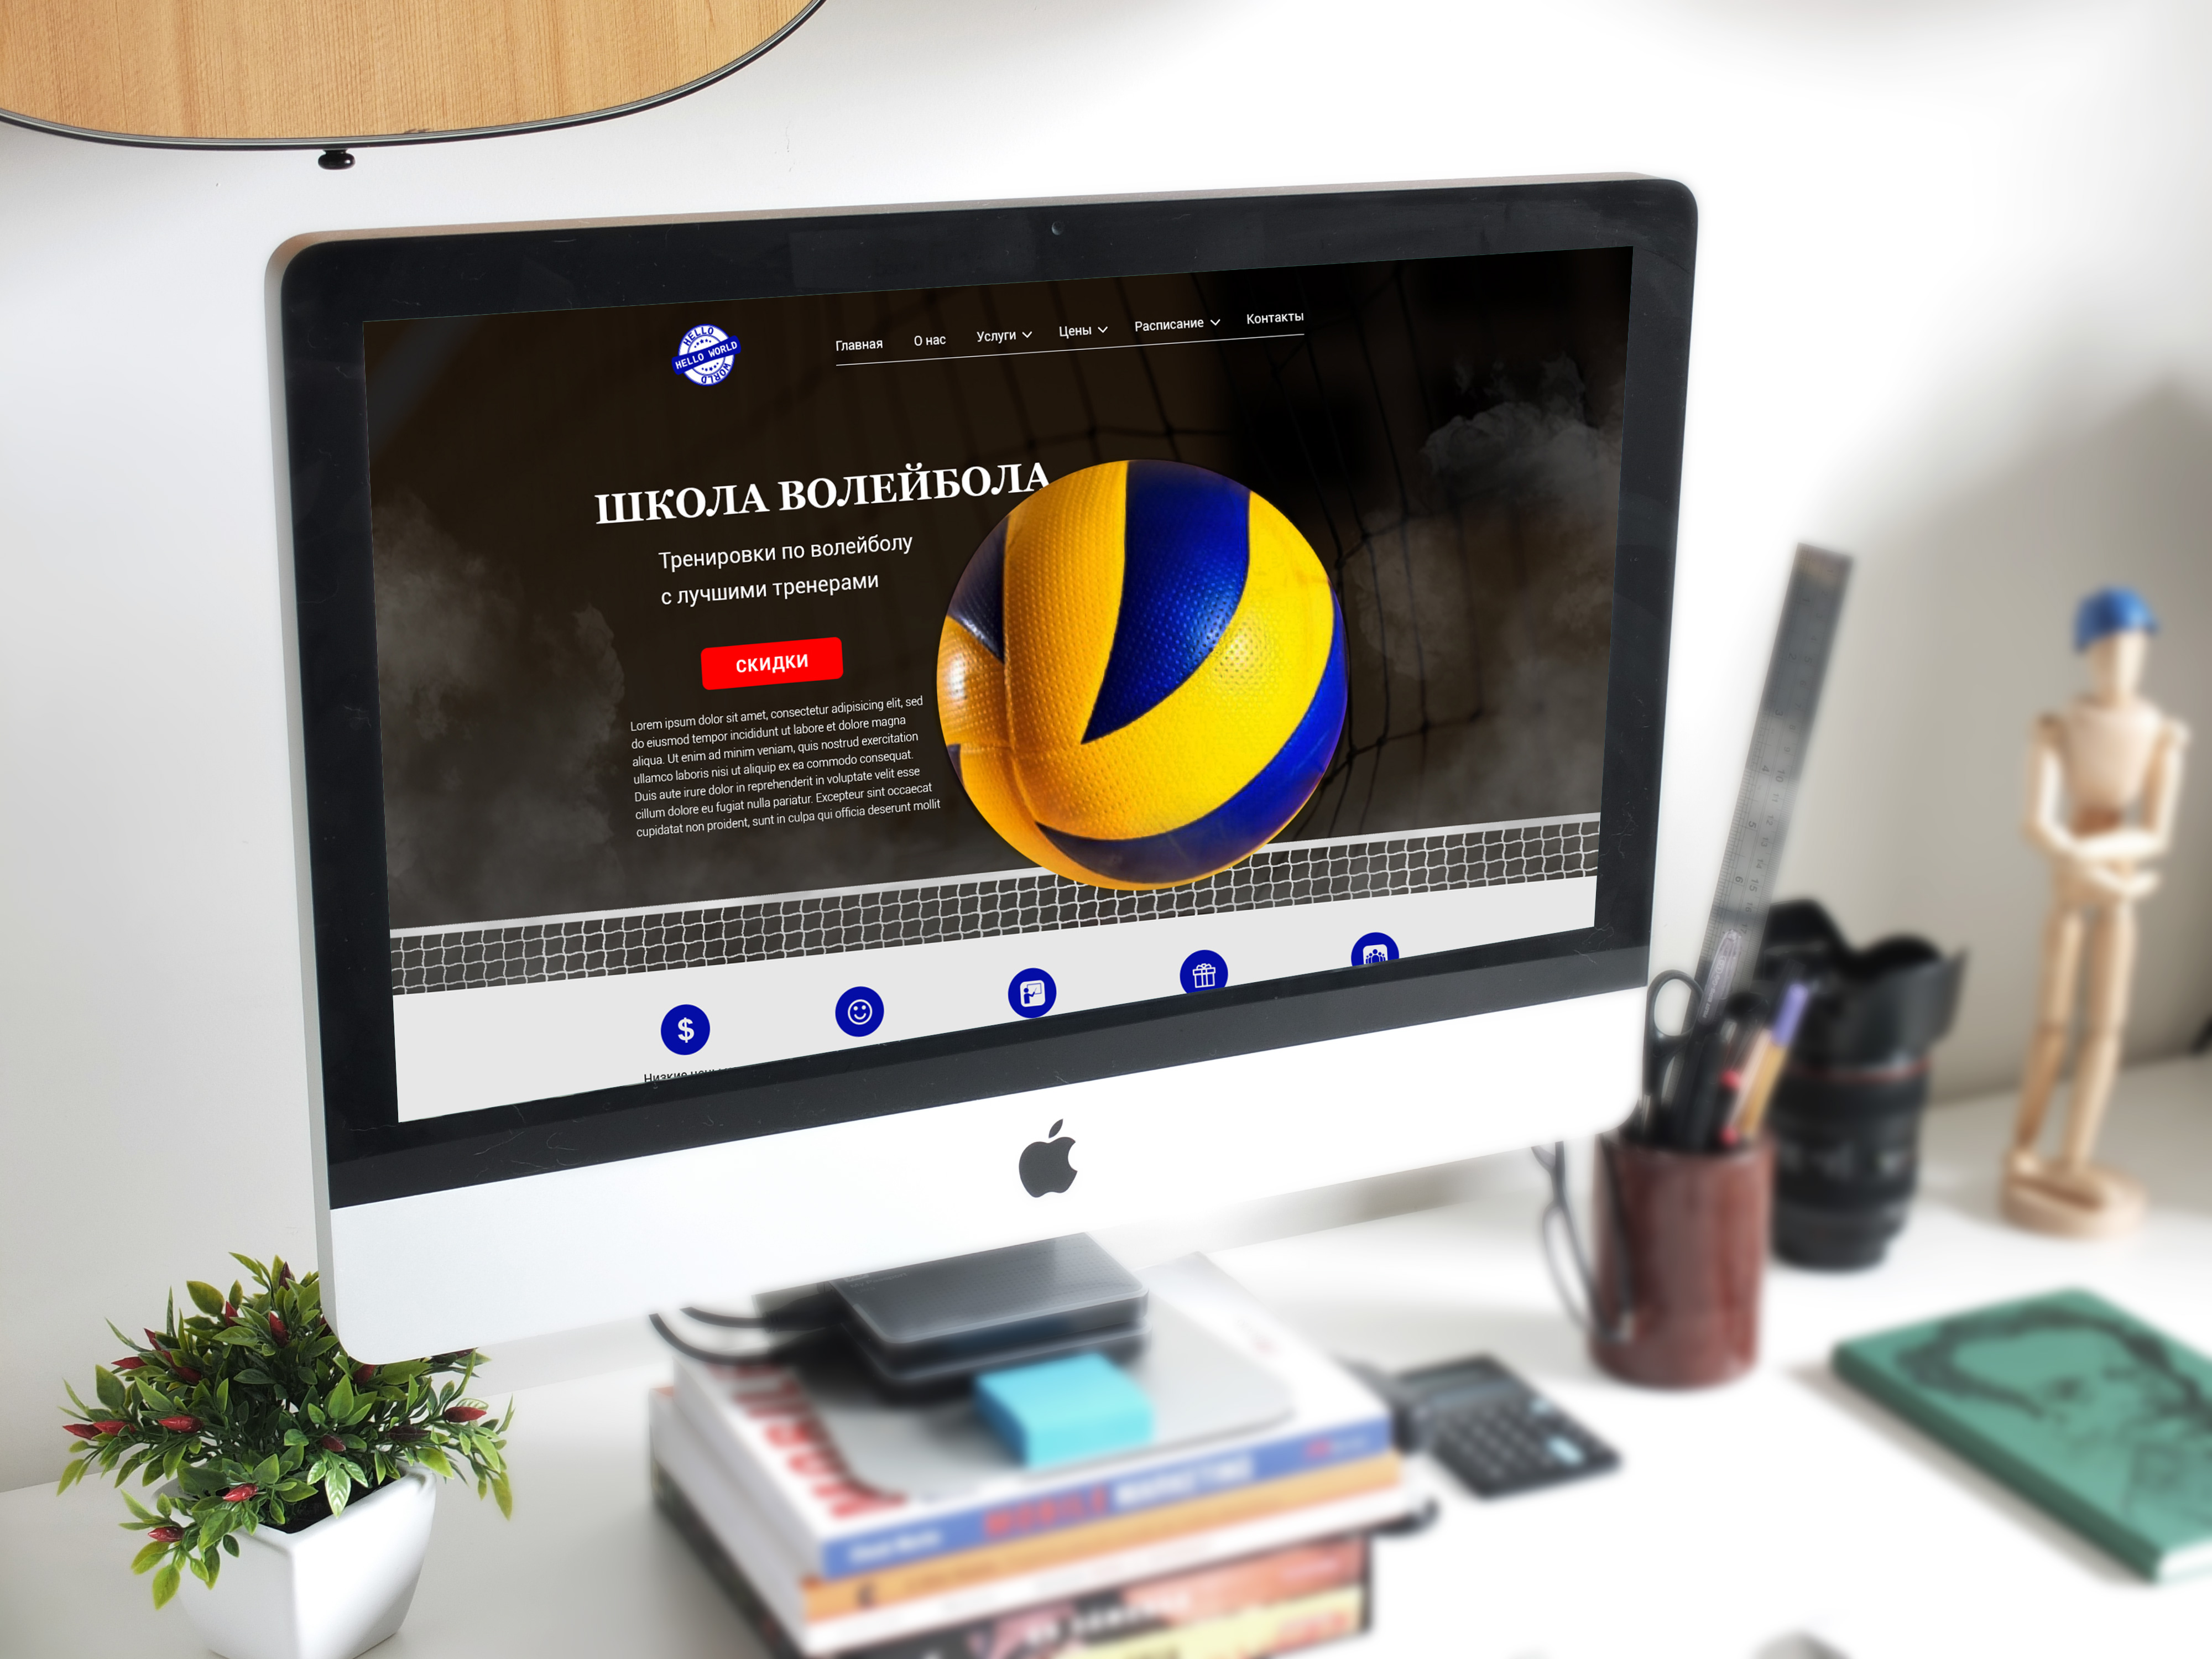 HELLO
HELLO WORLD
WORLD
Главная О нас Услуги Цены Расписание Контакты
ШКОЛА ВОЛЕЙБОЛА
Тренировки по волейболу
с лучшими тренерами
СКИДКИ
Lorem ipsum dolor sit amet, consectetur adipisicing elit, sed
do eiusmod tempor incididunt ut labore et dolore magna
aliqua. Ut enim ad minim veniam, quis nostrud exercitation
ullamco laboris nisi ut aliquip ex ea commodo consequat.
Duis aute irure dolor in reprehenderit in voluptate velit esse
cillum dolore eu fugiat nulla pariatur. Excepteur sint occaecat
cupidatat non proident, sunt in culpa qui officia deserunt mollit
$
Низкие
MOBILE MARKETING